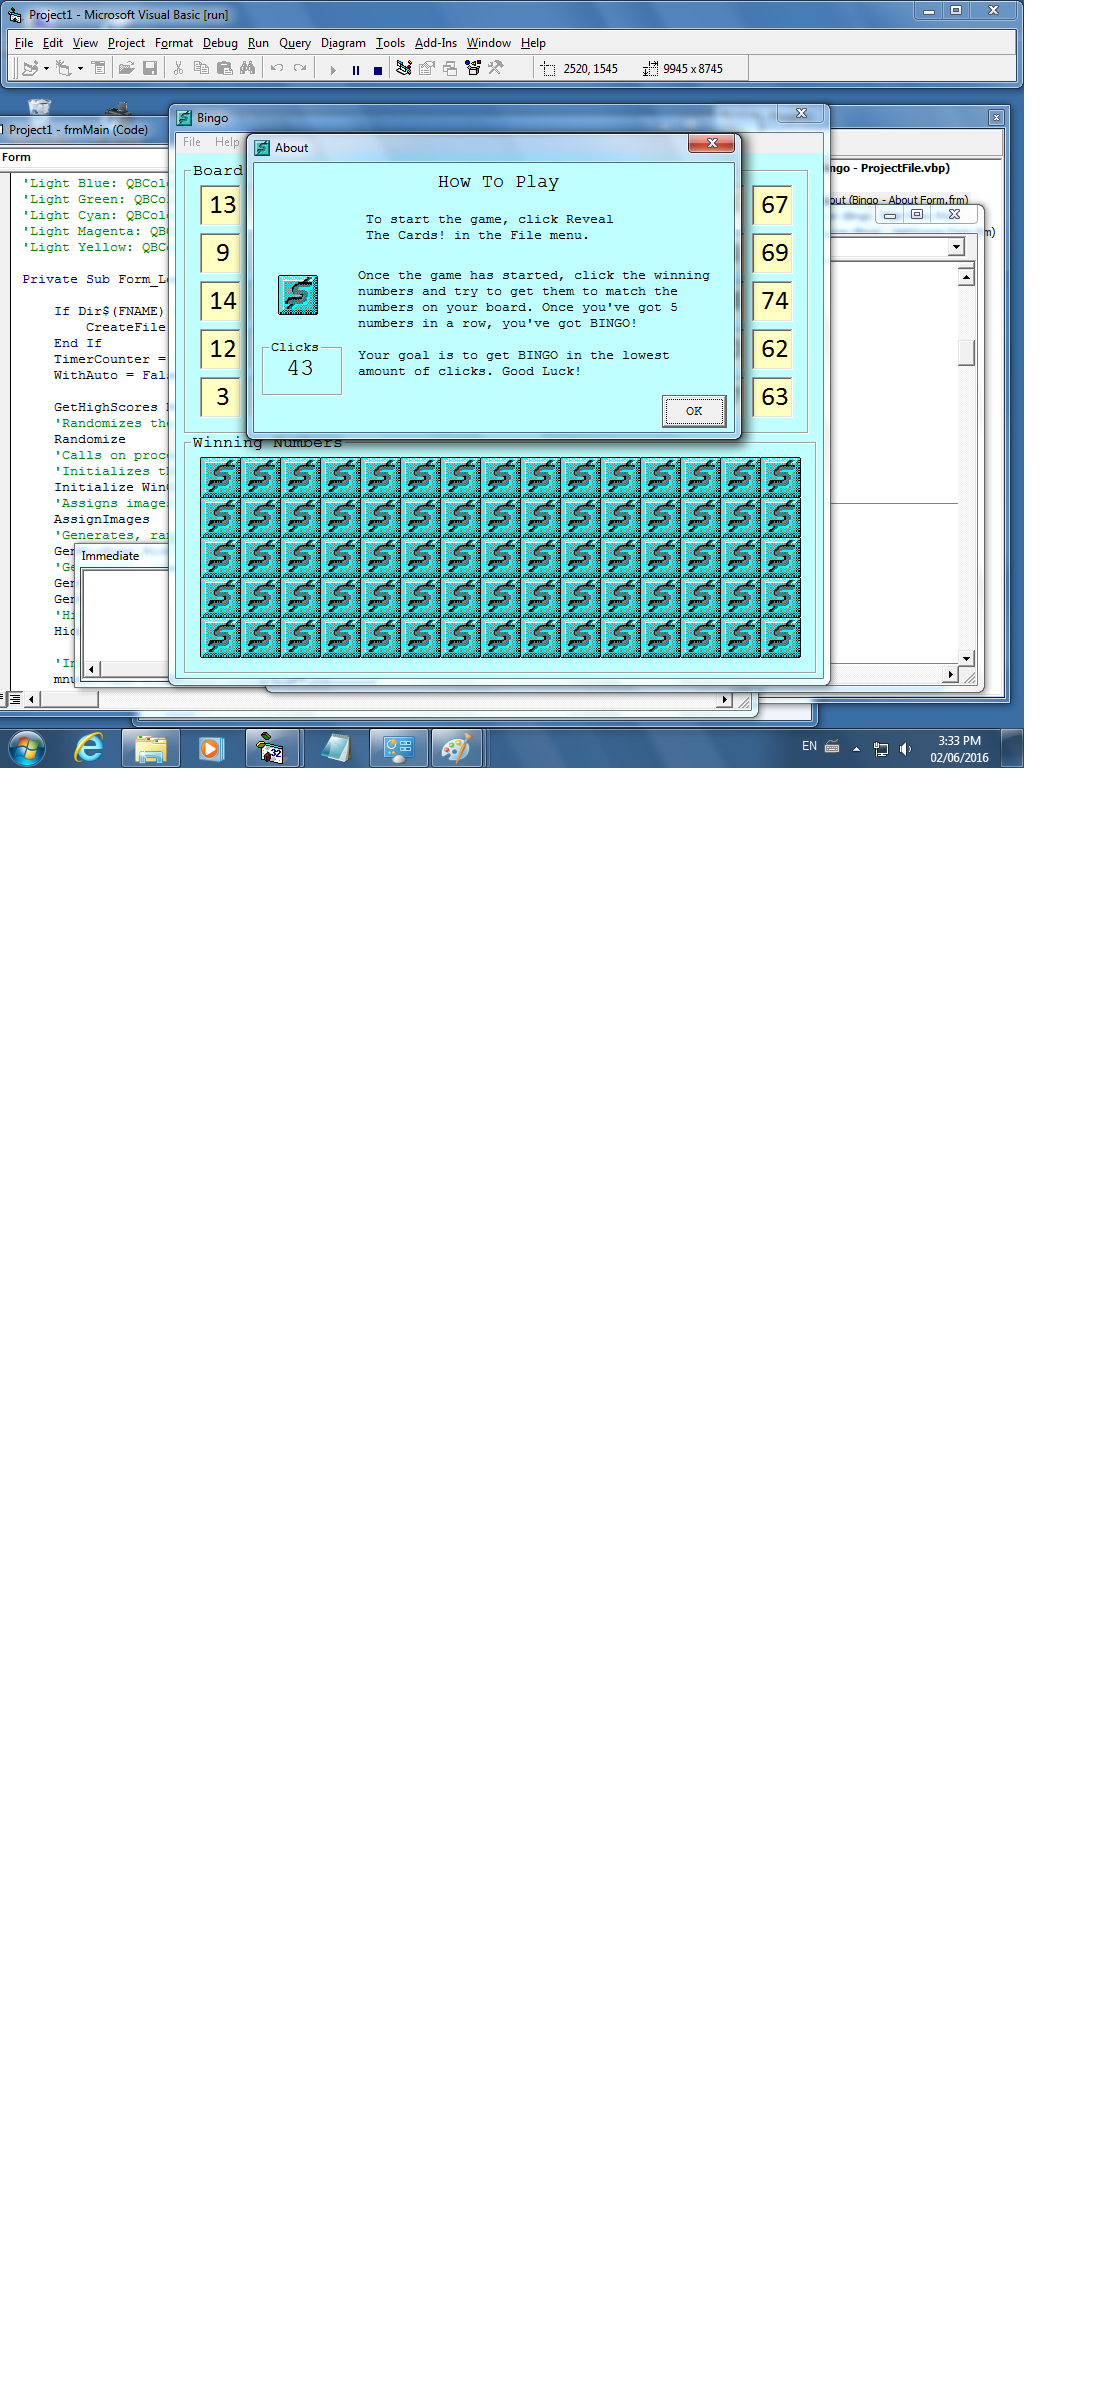 Project1 - Microsoft Visual Basic [run]
File Edit View Project Format Debug Run Query Diagram Tools Add-Ins Window Help
2520, 1545 9945 x 8745
Project1 - frmMain (Code)
Form
'Light Blue: QBCol
'Light Green: QBCo
'Light Cyan: QBCol
'Light Magenta: QB
'Light Yellow: QBC
Private Sub Form_L
If Dir$(FNAME)
CreateFile
End If
TimerCounter =
WithAuto = Fal
GetHighScores
'Randomizes th
Randomize
'Calls on proc
'Initializes t
Initialize Win
'Assigns image
AssignImages
'Generates, ra
Ge
'Ge
Ger
Ger
'Hi
Hid
'Ir
mnu
Immediate
Bingo
File Help
Board
13 67
9 69
14 74
12 62
3 63
Winning Numbers
About
How To Play
To start the game, click Reveal
The Cards! in the File menu.
Once the game has started, click the winning
numbers and try to get them to match the
numbers on your board. Once you've got 5
numbers in a row, you've got BINGO!
Your goal is to get BINGO in the lowest
amount of clicks. Good Luck!
Clicks
43
OK
ngo - ProjectFile.vbp)
out (Bingo - About Form.frm)
m)
32
EN
3:33 PM
02/06/2016